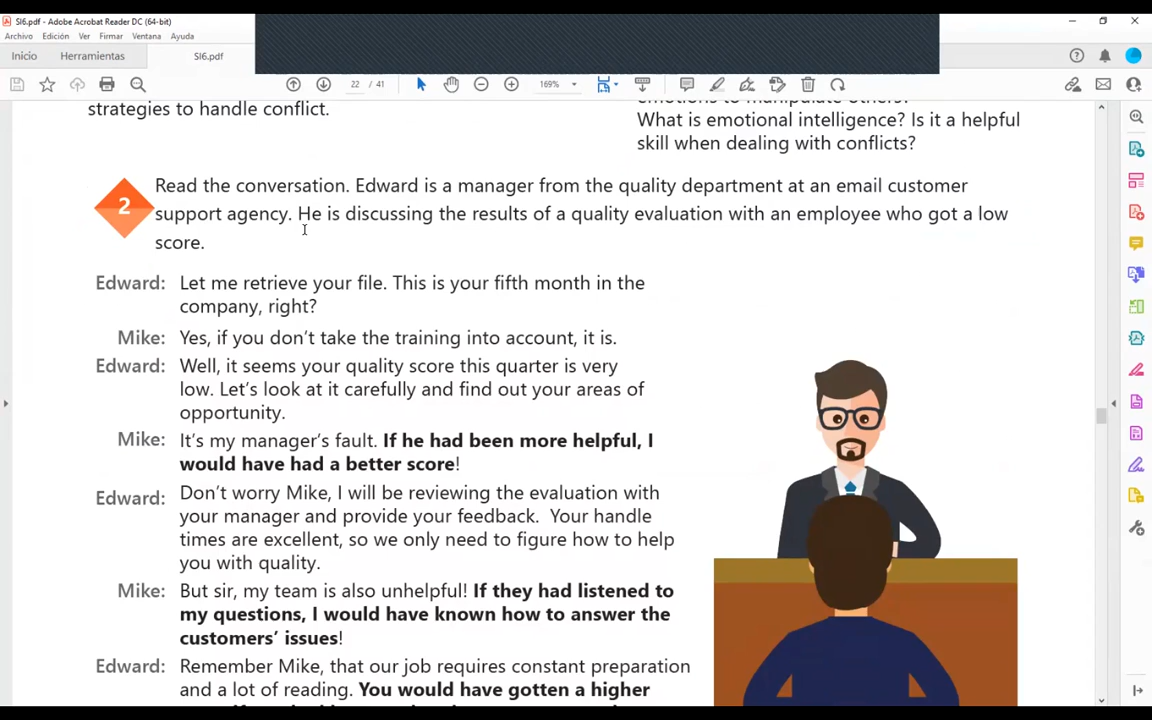 SI6.pdf - Adobe Acrobat Reader DC (64-bit)
Archivo Edición Ver Firmar Ventana Ayuda
Inicio Herramientas SI6.pdf
22 / 41 169%
strategies to handle conflict.
emotions to manipulate others?
What is emotional intelligence? Is it a helpful
skill when dealing with conflicts?
2
Read the conversation. Edward is a manager from the quality department at an email customer
support agency. He is discussing the results of a quality evaluation with an employee who got a low
score.
Edward: Let me retrieve your file. This is your fifth month in the
company, right?
Mike: Yes, if you don't take the training into account, it is.
Edward: Well, it seems your quality score this quarter is very
low. Let's look at it carefully and find out your areas of
opportunity.
Mike: It's my manager's fault. If he had been more helpful, I
would have had a better score!
Edward: Don't worry Mike, I will be reviewing the evaluation with
your manager and provide your feedback. Your handle
times are excellent, so we only need to figure how to help
you with quality.
Mike: But sir, my team is also unhelpful! If they had listened to
my questions, I would have known how to answer the
customers' issues!
Edward: Remember Mike, that our job requires constant preparation
and a lot of reading. You would have gotten a higher